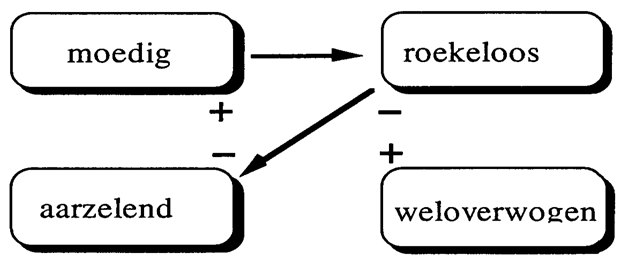 moedig
roekeloos
+ −
− +
aarzelend
weloverwogen